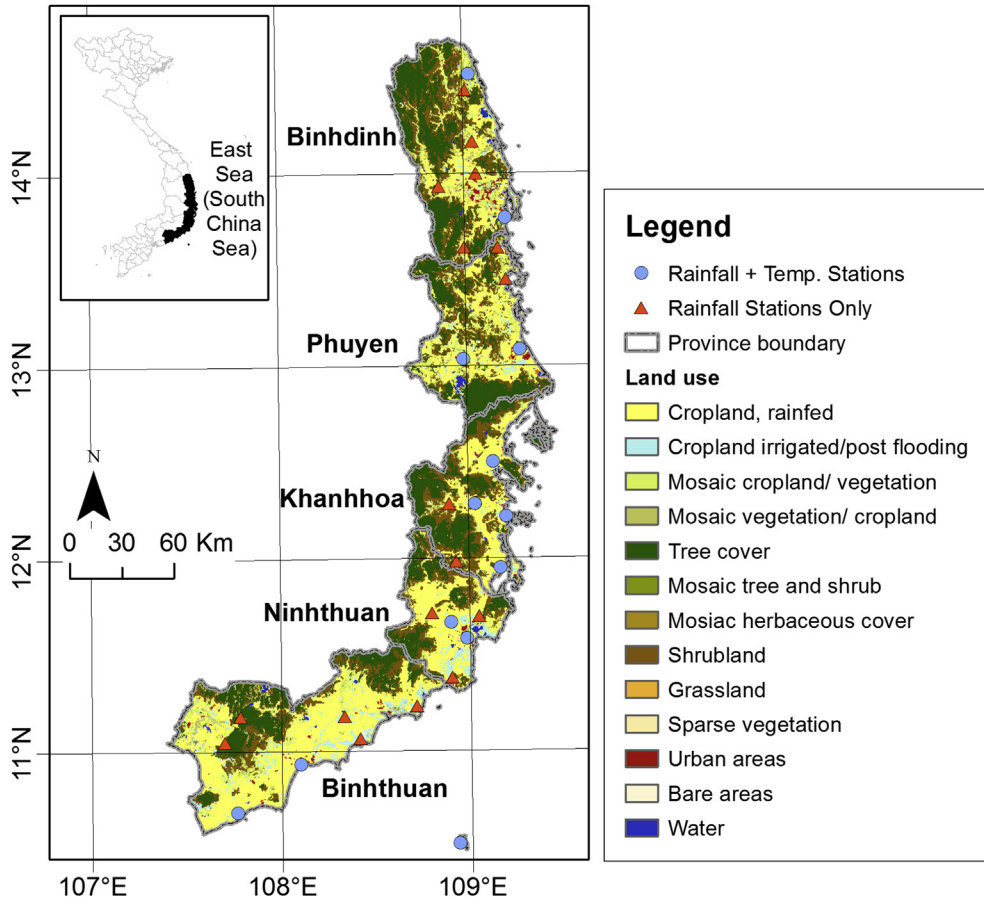 East
Sea
(South
China
Sea)
Binhdinh
Phuyen
Khanhhoa
Ninhthuan
Binhthuan
14°N
13°N
12°N
11°N
107°E
108°E
109°E
N
0 30 60 Km
Legend
Rainfall + Temp. Stations
Rainfall Stations Only
Province boundary
Land use
Cropland, rainfed
Cropland irrigated/post flooding
Mosaic cropland/ vegetation
Mosaic vegetation/ cropland
Tree cover
Mosaic tree and shrub
Mosiac herbaceous cover
Shrubland
Grassland
Sparse vegetation
Urban areas
Bare areas
Water